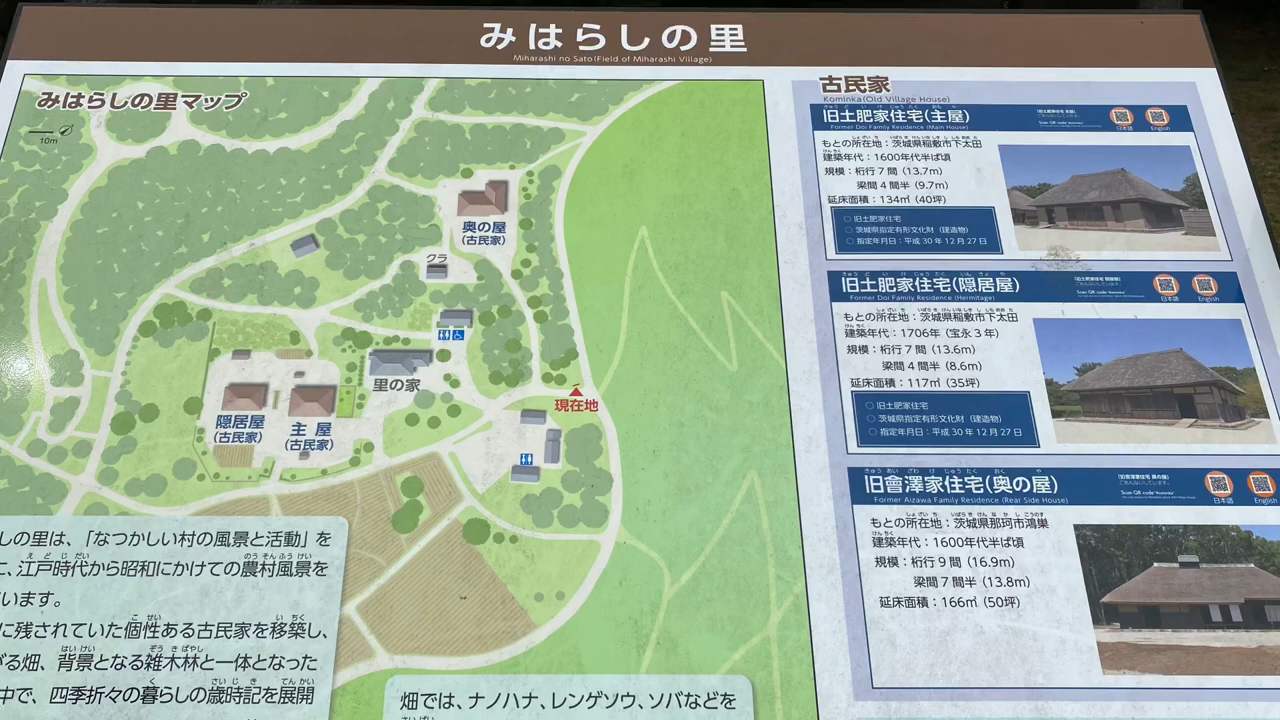 みはらしの里
Miharashi no Sato(Field of Miharashi Village)
みはらしの里マップ
10m
奥の屋
(古民家)
クラ
里の家
現在地
隠居屋
(古民家)
主屋
(古民家)
しの里は、「なつかしい村の風景と活動」を
に、江戸時代から昭和にかけての農村風景を
います。
に残されていた個性ある古民家を移築し、
がる畑、背景となる雑木林と一体となった
中で、四季折々の暮らしの歳時記を展開
畑では、ナノハナ、レンゲソウ、ソバなどを
古民家
Kominka(Old Village House)
旧土肥家住宅(主屋)
Former Doi Family Residence (Main House)
日本語
English
もとの所在地：茨城県稲敷市下太田
建築年代：1600年代半ば頃
規模：桁行7間(13.7m)
梁間4間半(9.7m)
延床面積：134㎡(40坪)
○旧土肥家住宅
○茨城県指定有形文化財(建造物)
○指定年月日：平成30年12月27日
旧土肥家住宅(隠居屋)
Former Doi Family Residence (Hermitage)
日本語
English
もとの所在地：茨城県稲敷市下太田
建築年代：1706年(宝永3年)
規模：桁行7間(13.6m)
梁間4間半(8.6m)
延床面積：117㎡(35坪)
○旧土肥家住宅
○茨城県指定有形文化財(建造物)
○指定年月日：平成30年12月27日
旧會澤家住宅(奥の屋)
Former Aizawa Family Residence (Rear Side House)
日本語
English
もとの所在地：茨城県那珂市鴻巣
建築年代：1600年代半ば頃
規模：桁行9間(16.9m)
梁間7間半(13.8m)
延床面積：166㎡(50坪)